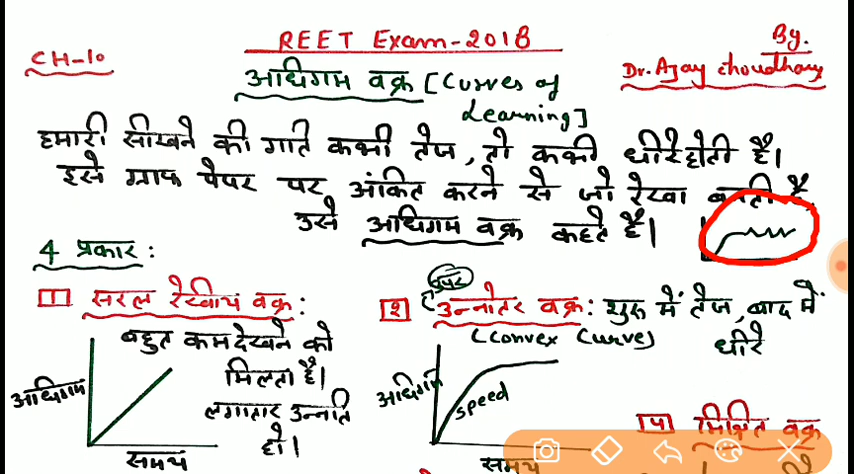 REET Exam-2018
By.
CH-10
Dr. Ajay Choudhary
अधिगम वक्र [Curves of Learning]
हमारी सीखने की गति कभी तेज, तो कभी धीरे होती है।
इसे ग्राफ पेपर पर अंकित करने से जो रेखा बनती है,
उसे अधिगम वक्र कहते हैं।
4 प्रकार:
1 सरल रेखीय वक्र:
बहुत कम देखने को
मिलता है।
लगातार उन्नति
हो।
अधिगम
समय
2 उन्नोतर वक्र: शुरू में तेज, बाद में
धीरे
(Convex Curve)
अधिगम
speed
समय
मिश्रित वक्र